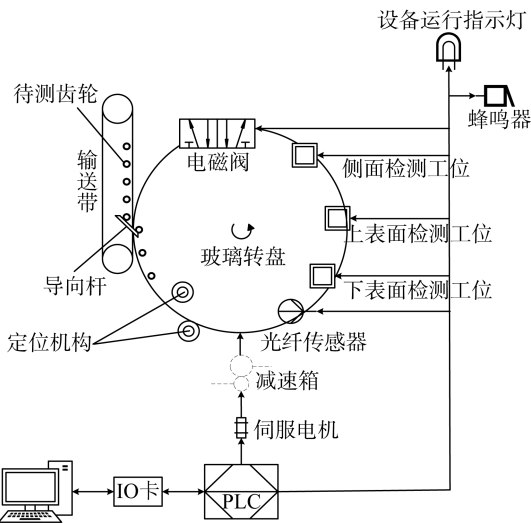 设备运行指示灯
待测齿轮
蜂鸣器
输送带
电磁阀
侧面检测工位
上表面检测工位
玻璃转盘
导向杆
下表面检测工位
定位机构
光纤传感器
减速箱
伺服电机
IO卡
PLC